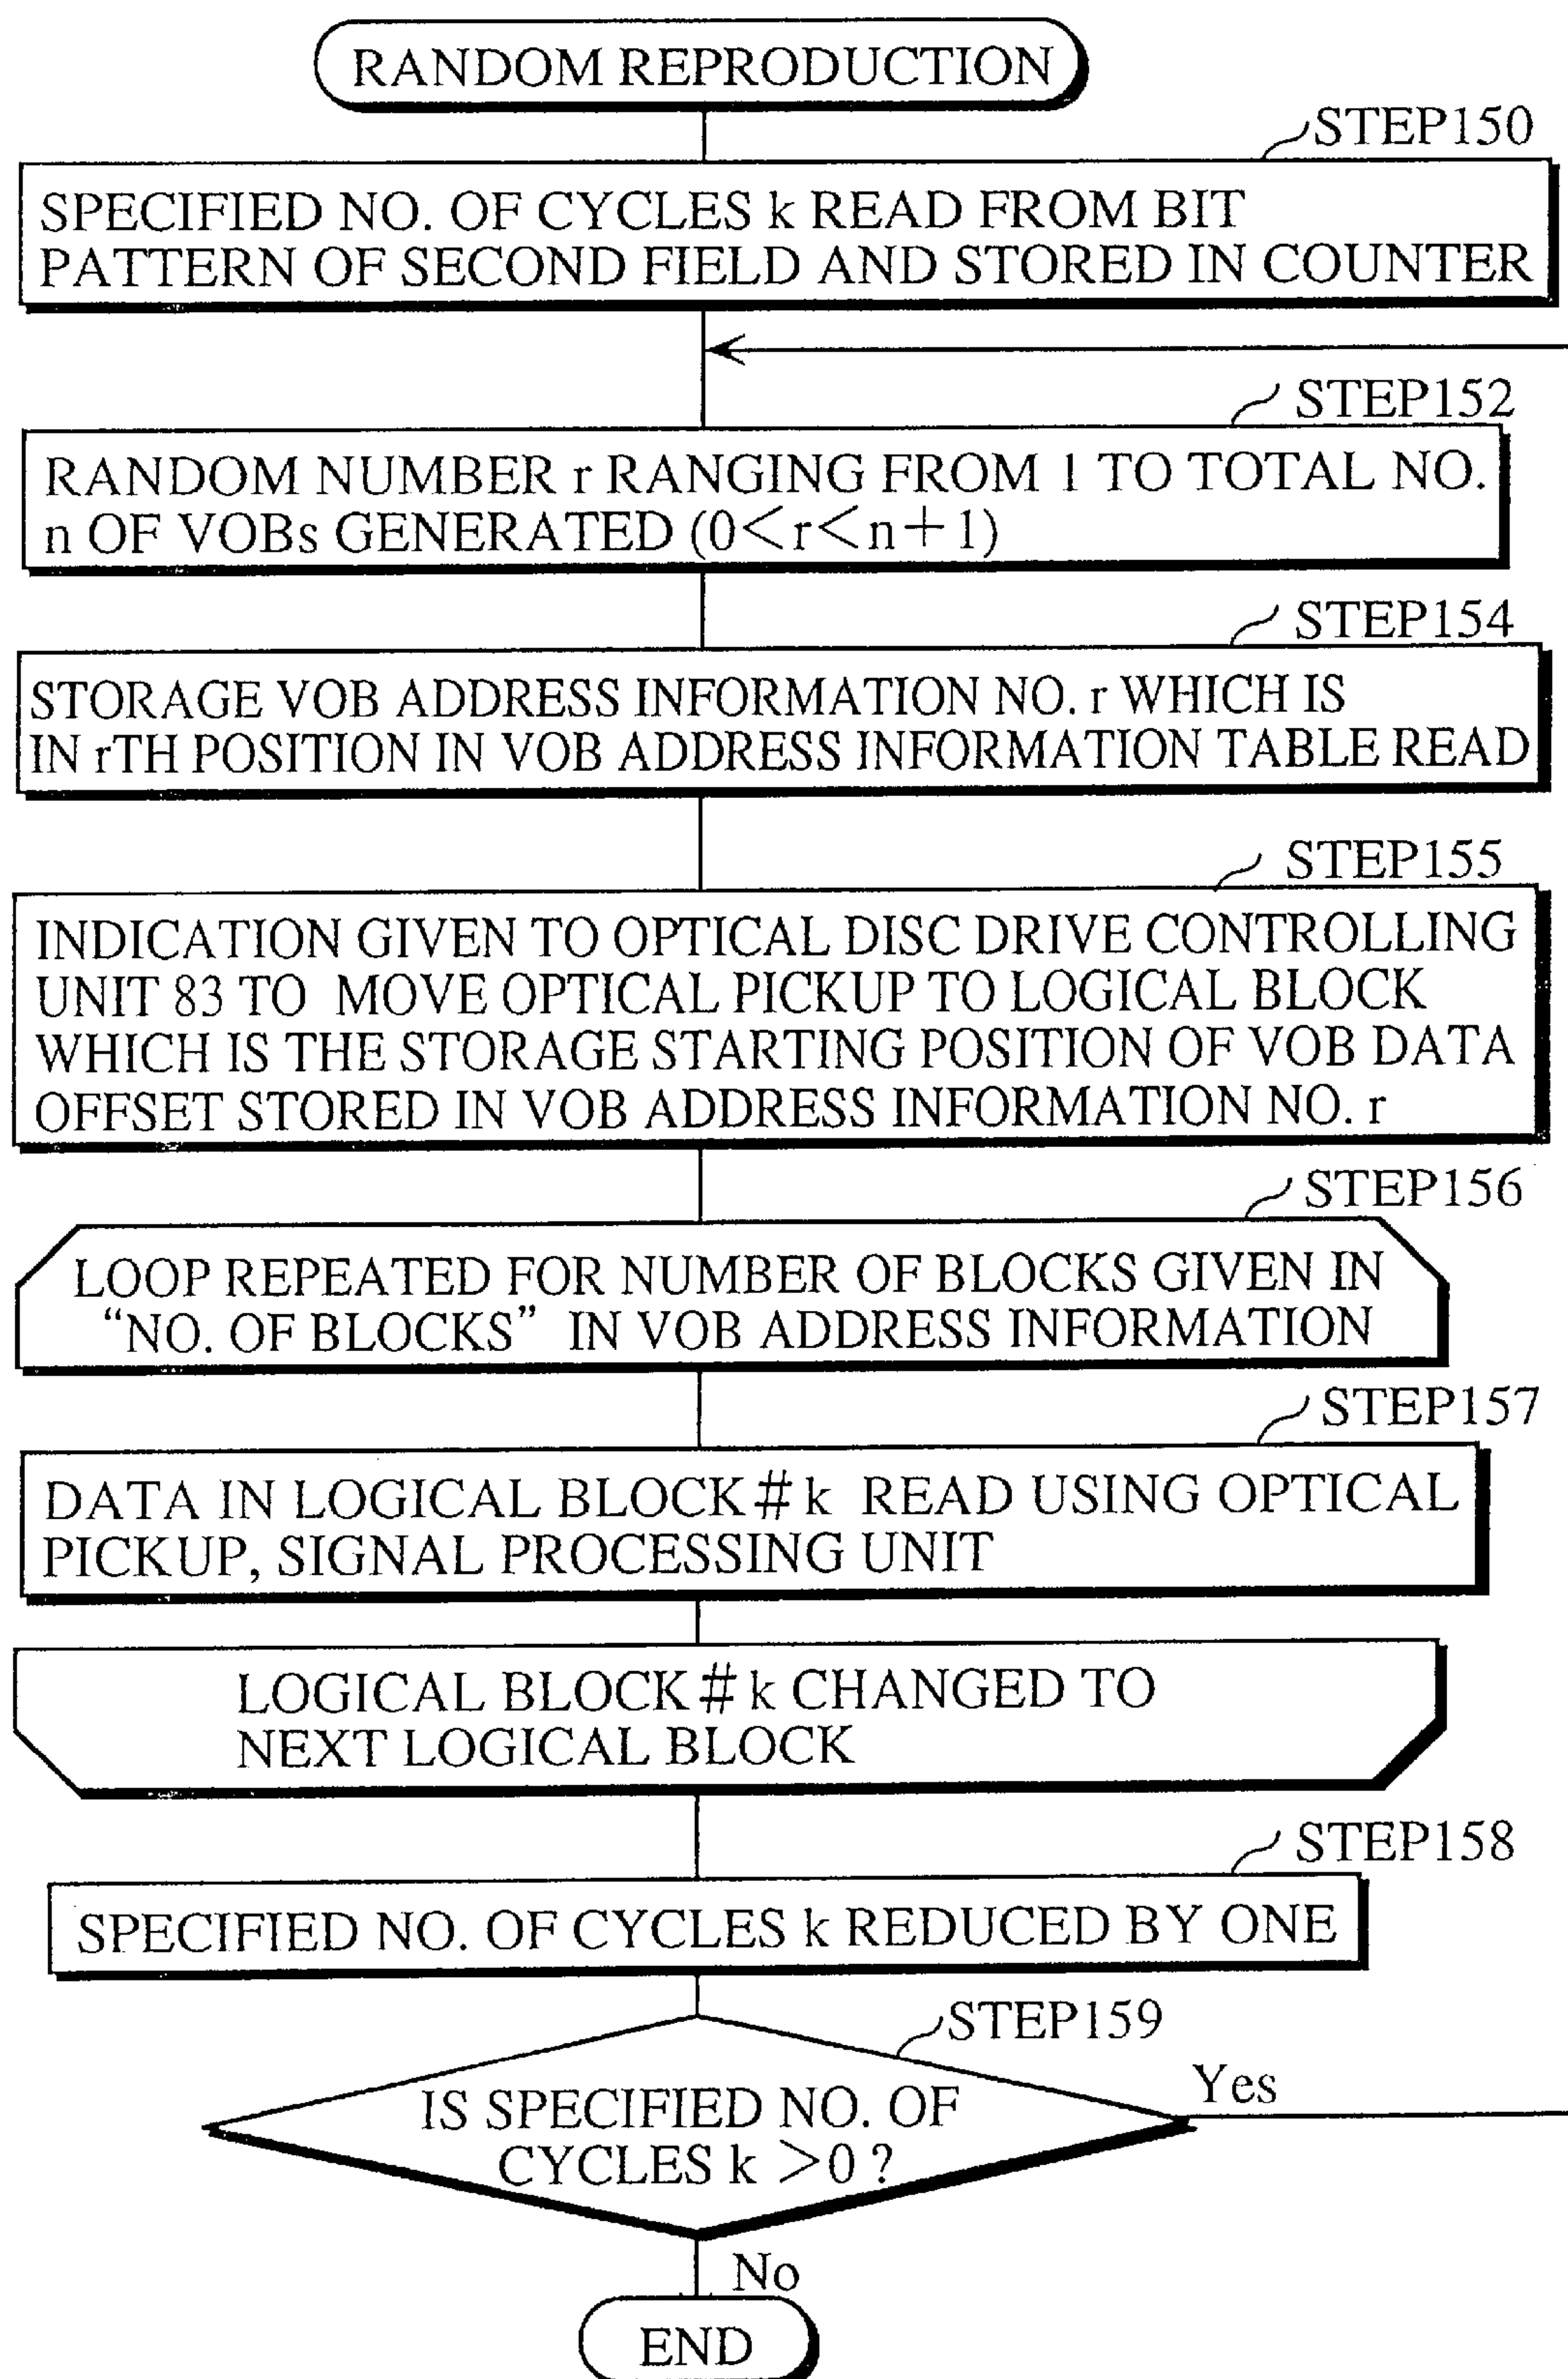 RANDOM REPRODUCTION
STEP150
SPECIFIED NO. OF CYCLES k READ FROM BIT
PATTERN OF SECOND FIELD AND STORED IN COUNTER
STEP152
RANDOM NUMBER r RANGING FROM 1 TO TOTAL NO.
n OF VOBs GENERATED (0<r<n+1)
STEP154
STORAGE VOB ADDRESS INFORMATION NO. r WHICH IS
IN rTH POSITION IN VOB ADDRESS INFORMATION TABLE READ
STEP155
INDICATION GIVEN TO OPTICAL DISC DRIVE CONTROLLING
UNIT 83 TO MOVE OPTICAL PICKUP TO LOGICAL BLOCK
WHICH IS THE STORAGE STARTING POSITION OF VOB DATA
OFFSET STORED IN VOB ADDRESS INFORMATION NO. r
STEP156
LOOP REPEATED FOR NUMBER OF BLOCKS GIVEN IN
“NO. OF BLOCKS” IN VOB ADDRESS INFORMATION
STEP157
DATA IN LOGICAL BLOCK#k READ USING OPTICAL
PICKUP, SIGNAL PROCESSING UNIT
LOGICAL BLOCK#k CHANGED TO
NEXT LOGICAL BLOCK
STEP158
SPECIFIED NO. OF CYCLES k REDUCED BY ONE
STEP159
IS SPECIFIED NO. OF
CYCLES k >0 ?
Yes
No
END